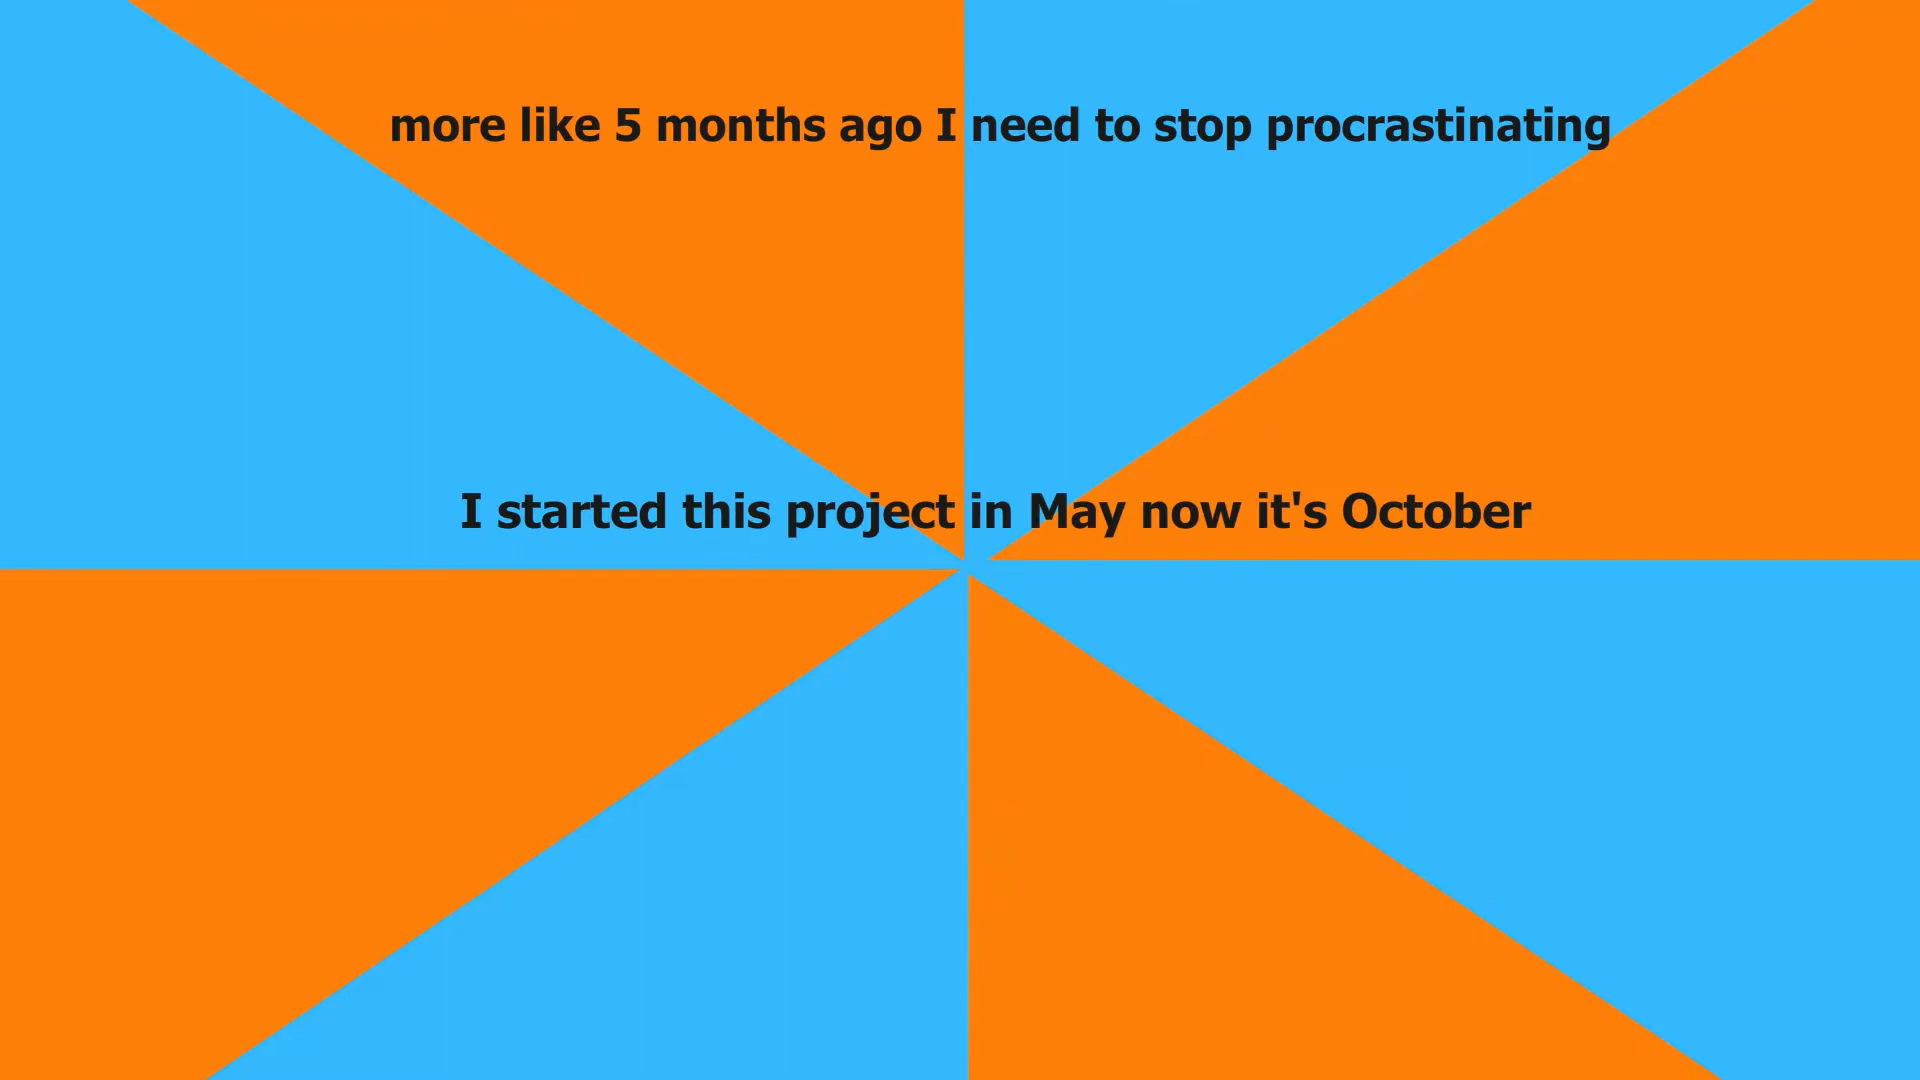 more like 5 months ago I need to stop procrastinating
I started this project in May now it's October